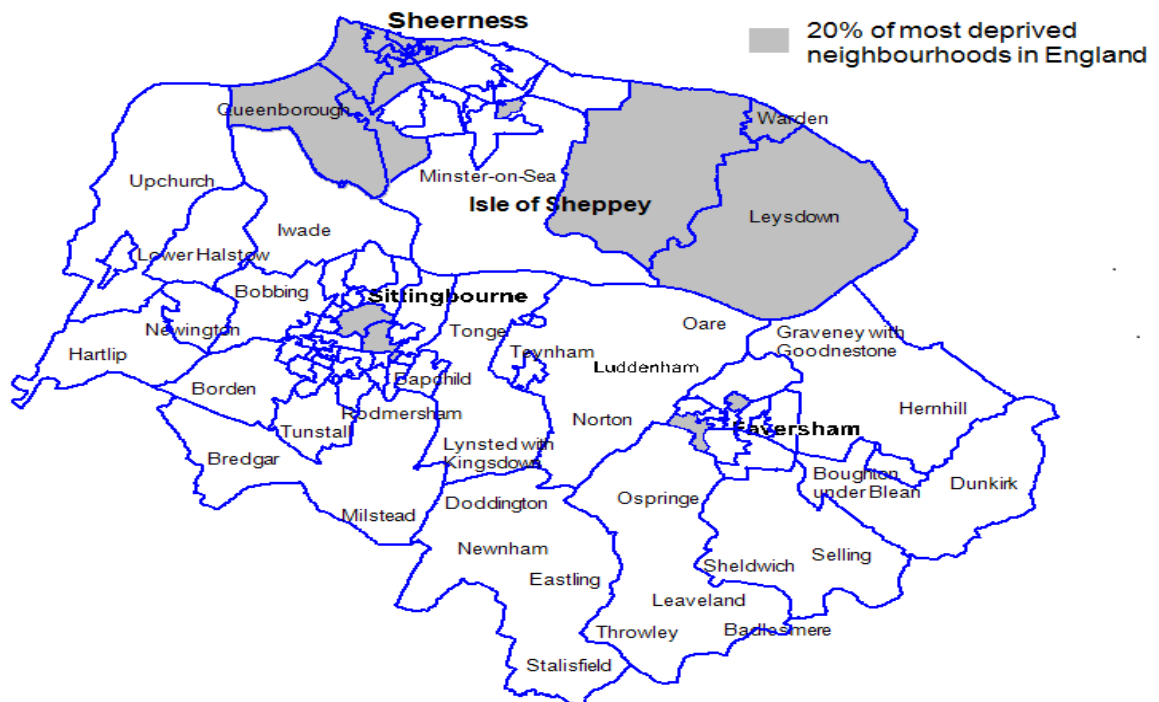 Sheerness
20% of most deprived
neighbourhoods in England
Queenborough
Warden
Upchurch
Minster-on-Sea
Isle of Sheppey
Leysdown
Iwade
Lower Halstow
Bobbing
Sittingbourne
Newington
Tonge
Oare
Graveney with
Goodnestone
Hartlip
Teynham
Luddenham
Borden
Bapchild
Rodmersham
Norton
Hernhill
Tunstall
Faversham
Bredgar
Lynsted with
Kingsdown
Boughton
under Blean
Dunkirk
Milstead
Doddington
Ospringe
Newnham
Eastling
Sheldwich
Selling
Leaveland
Throwley
Badlesmere
Stalisfield